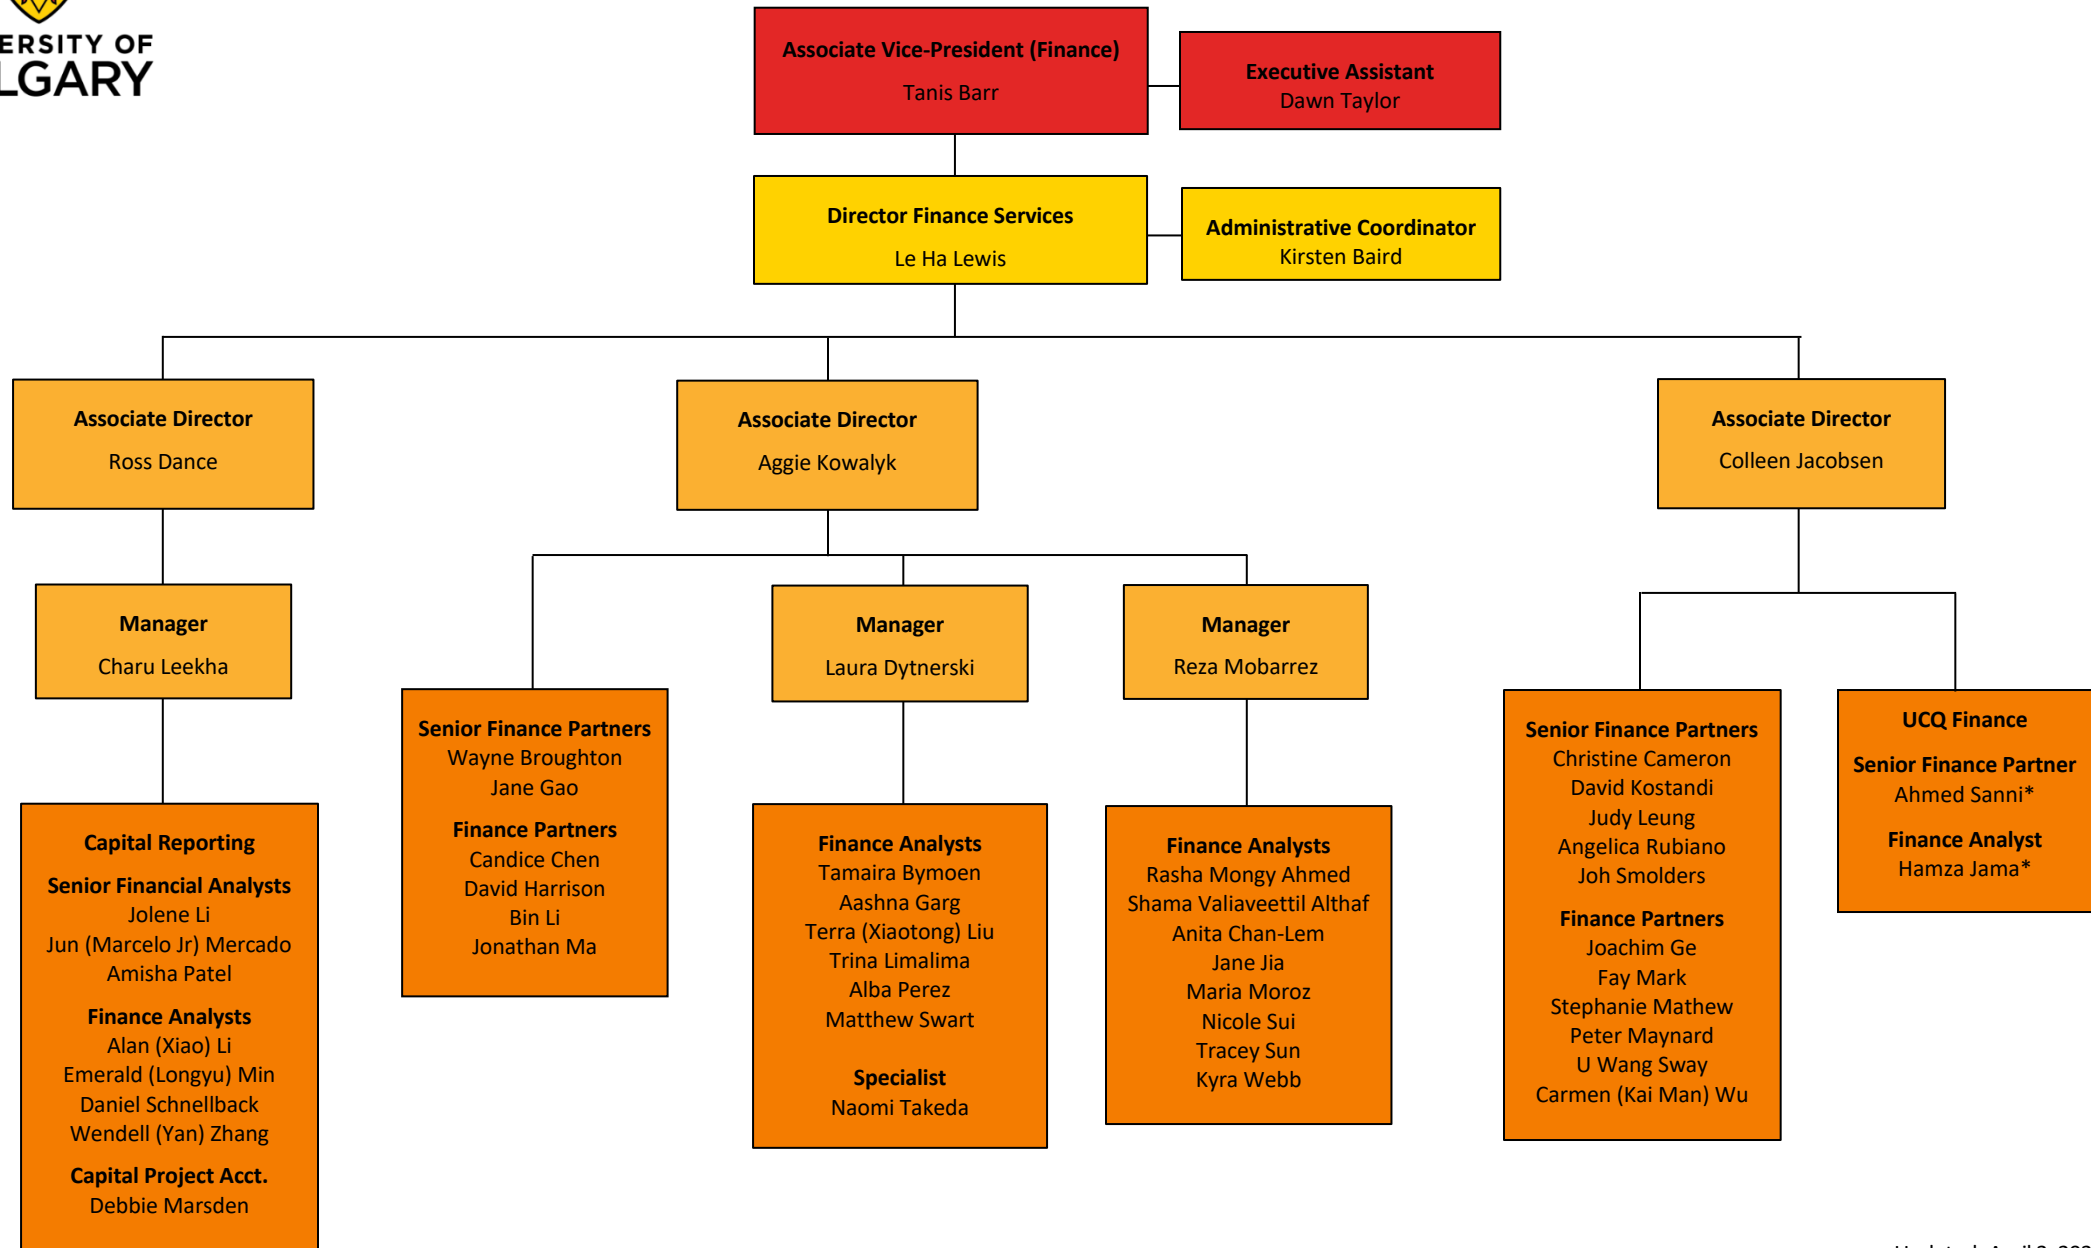 ERSITY OF
LGARY
Associate Vice-President (Finance)
Tanis Barr
Executive Assistant
Dawn Taylor
Director Finance Services
Le Ha Lewis
Administrative Coordinator
Kirsten Baird
Associate Director
Ross Dance
Associate Director
Aggie Kowalyk
Associate Director
Colleen Jacobsen
Manager
Charu Leekha
Manager
Laura Dytnerski
Manager
Reza Mobarrez
Capital Reporting
Senior Financial Analysts
Jolene Li
Jun (Marcelo Jr) Mercado
Amisha Patel
Finance Analysts
Alan (Xiao) Li
Emerald (Longyu) Min
Daniel Schnellback
Wendell (Yan) Zhang
Capital Project Acct.
Debbie Marsden
Senior Finance Partners
Wayne Broughton
Jane Gao
Finance Partners
Candice Chen
David Harrison
Bin Li
Jonathan Ma
Finance Analysts
Tamaira Bymoen
Aashna Garg
Terra (Xiaotong) Liu
Trina Limalima
Alba Perez
Matthew Swart
Specialist
Naomi Takeda
Finance Analysts
Rasha Mongy Ahmed
Shama Valiaveettil Althaf
Anita Chan-Lem
Jane Jia
Maria Moroz
Nicole Sui
Tracey Sun
Kyra Webb
Senior Finance Partners
Christine Cameron
David Kostandi
Judy Leung
Angelica Rubiano
Joh Smolders
Finance Partners
Joachim Ge
Fay Mark
Stephanie Mathew
Peter Maynard
U Wang Sway
Carmen (Kai Man) Wu
UCQ Finance
Senior Finance Partner
Ahmed Sanni*
Finance Analyst
Hamza Jama*